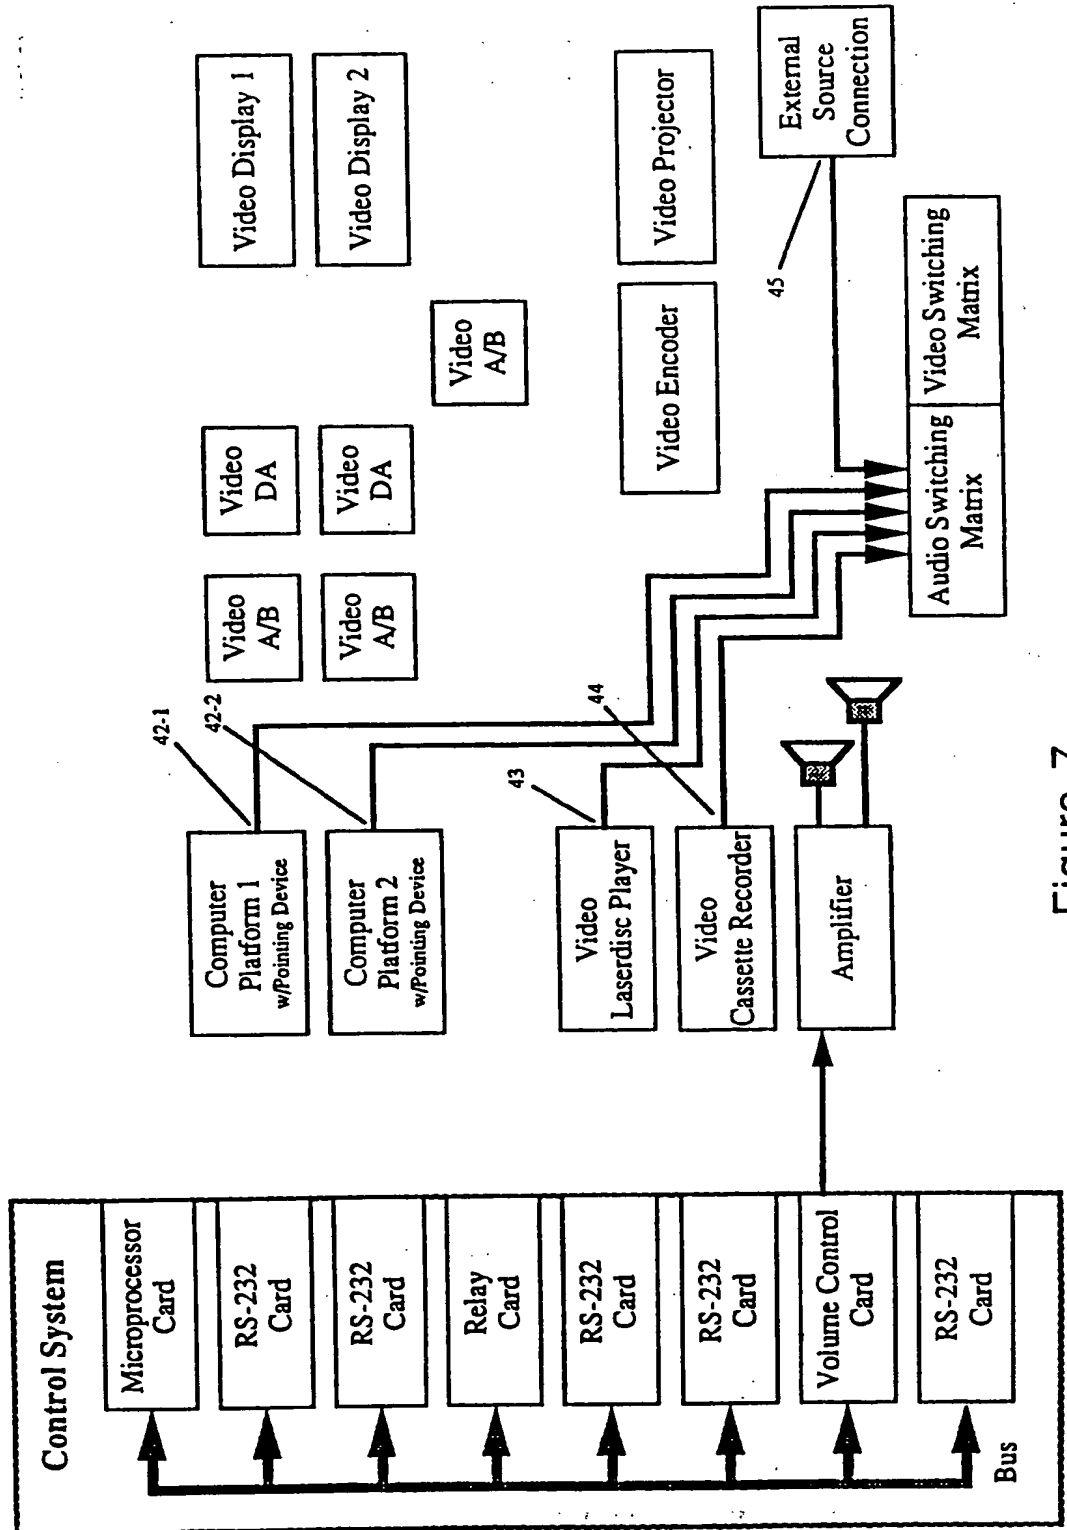 Control System
Microprocessor
Card
RS-232
Card
RS-232
Card
Relay
Card
RS-232
Card
RS-232
Card
Volume Control
Card
RS-232
Card
Bus
Computer
Platform 1
w/Pointing Device
Computer
Platform 2
w/Pointing Device
Video
Laserdisc Player
Video
Cassette Recorder
Amplifier
42-1
42-2
43
44
Video
A/B
Video
A/B
Video
DA
Video
DA
Video
A/B
Video Display 1
Video Display 2
Video Encoder
Video Projector
45
External
Source
Connection
Audio Switching
Matrix
Video Switching
Matrix
Figure 7